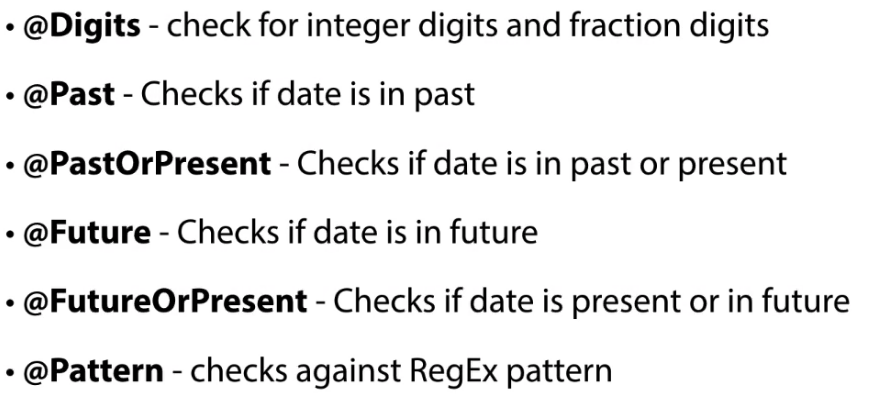 • @Digits - check for integer digits and fraction digits
• @Past - Checks if date is in past
• @PastOrPresent - Checks if date is in past or present
• @Future - Checks if date is in future
• @FutureOrPresent - Checks if date is present or in future
• @Pattern - checks against RegEx pattern